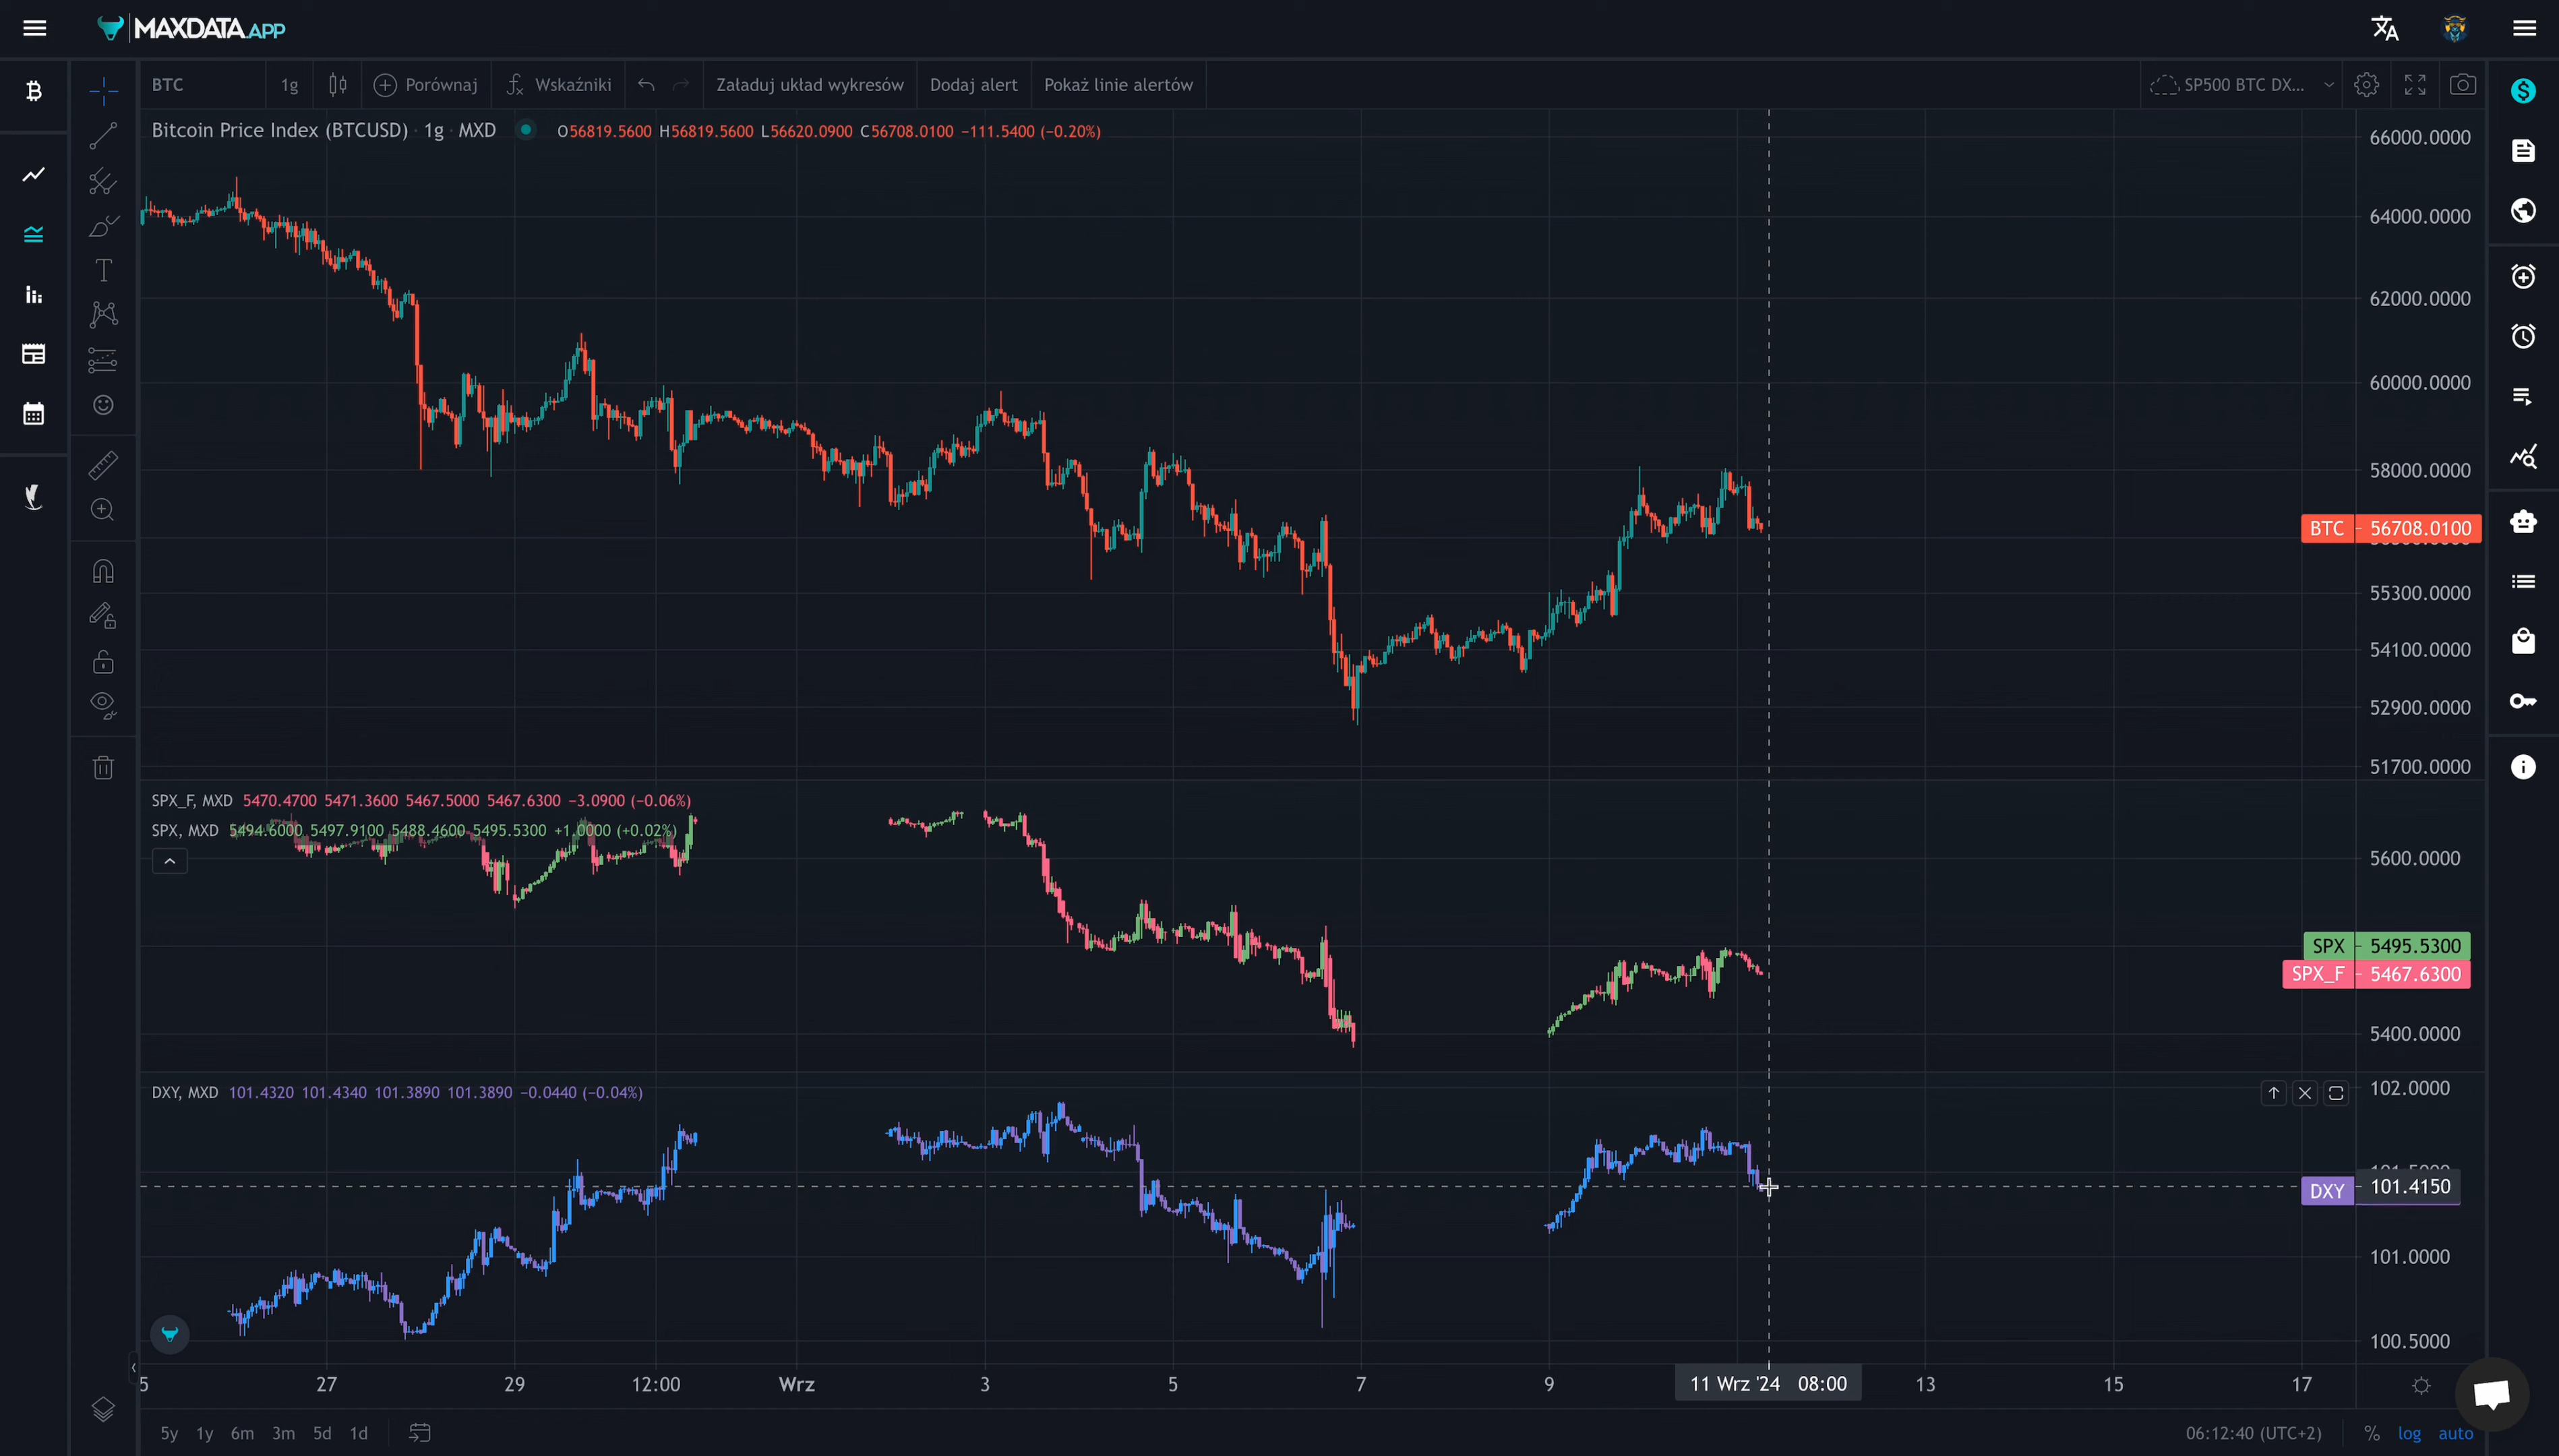 MAXDATA.APP
BTC 1g Porównaj Wskaźniki Załaduj układ wykresów Dodaj alert Pokaż linie alertów SP500 BTC DX...
Bitcoin Price Index (BTCUSD) · 1g · MXD O56819.5600 H56819.5600 L56620.0900 C56708.0100 −111.5400 (−0.20%)
66000.0000
64000.0000
62000.0000
60000.0000
58000.0000
BTC 56708.0100
55300.0000
54100.0000
52900.0000
51700.0000
SPX_F, MXD 5470.4700 5471.3600 5467.5000 5467.6300 −3.0900 (−0.06%)
SPX, MXD 5494.6000 5497.9100 5488.4600 5495.5300 +1.0000 (+0.02%)
5600.0000
SPX 5495.5300
SPX_F 5467.6300
5400.0000
DXY, MXD 101.4320 101.4340 101.3890 101.3890 −0.0440 (−0.04%)
102.0000
DXY 101.4150
101.0000
100.5000
5 27 29 12:00 Wrz 3 5 7 9 11 Wrz '24 08:00 13 15 17
5y 1y 6m 3m 5d 1d 06:12:40 (UTC+2) % log auto